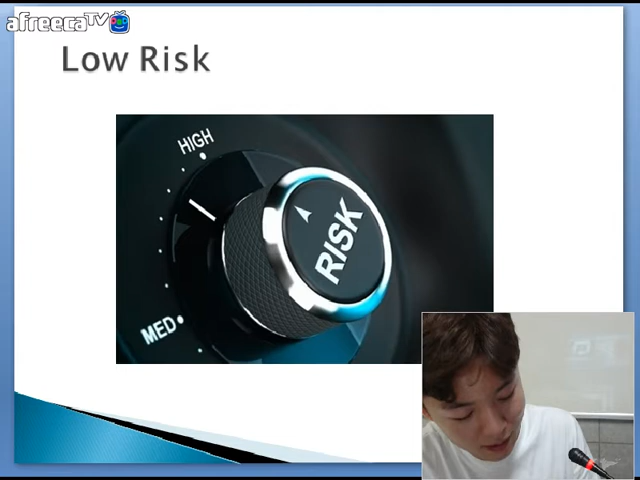 afreecaTV
Low Risk
HIGH
RISK
MED